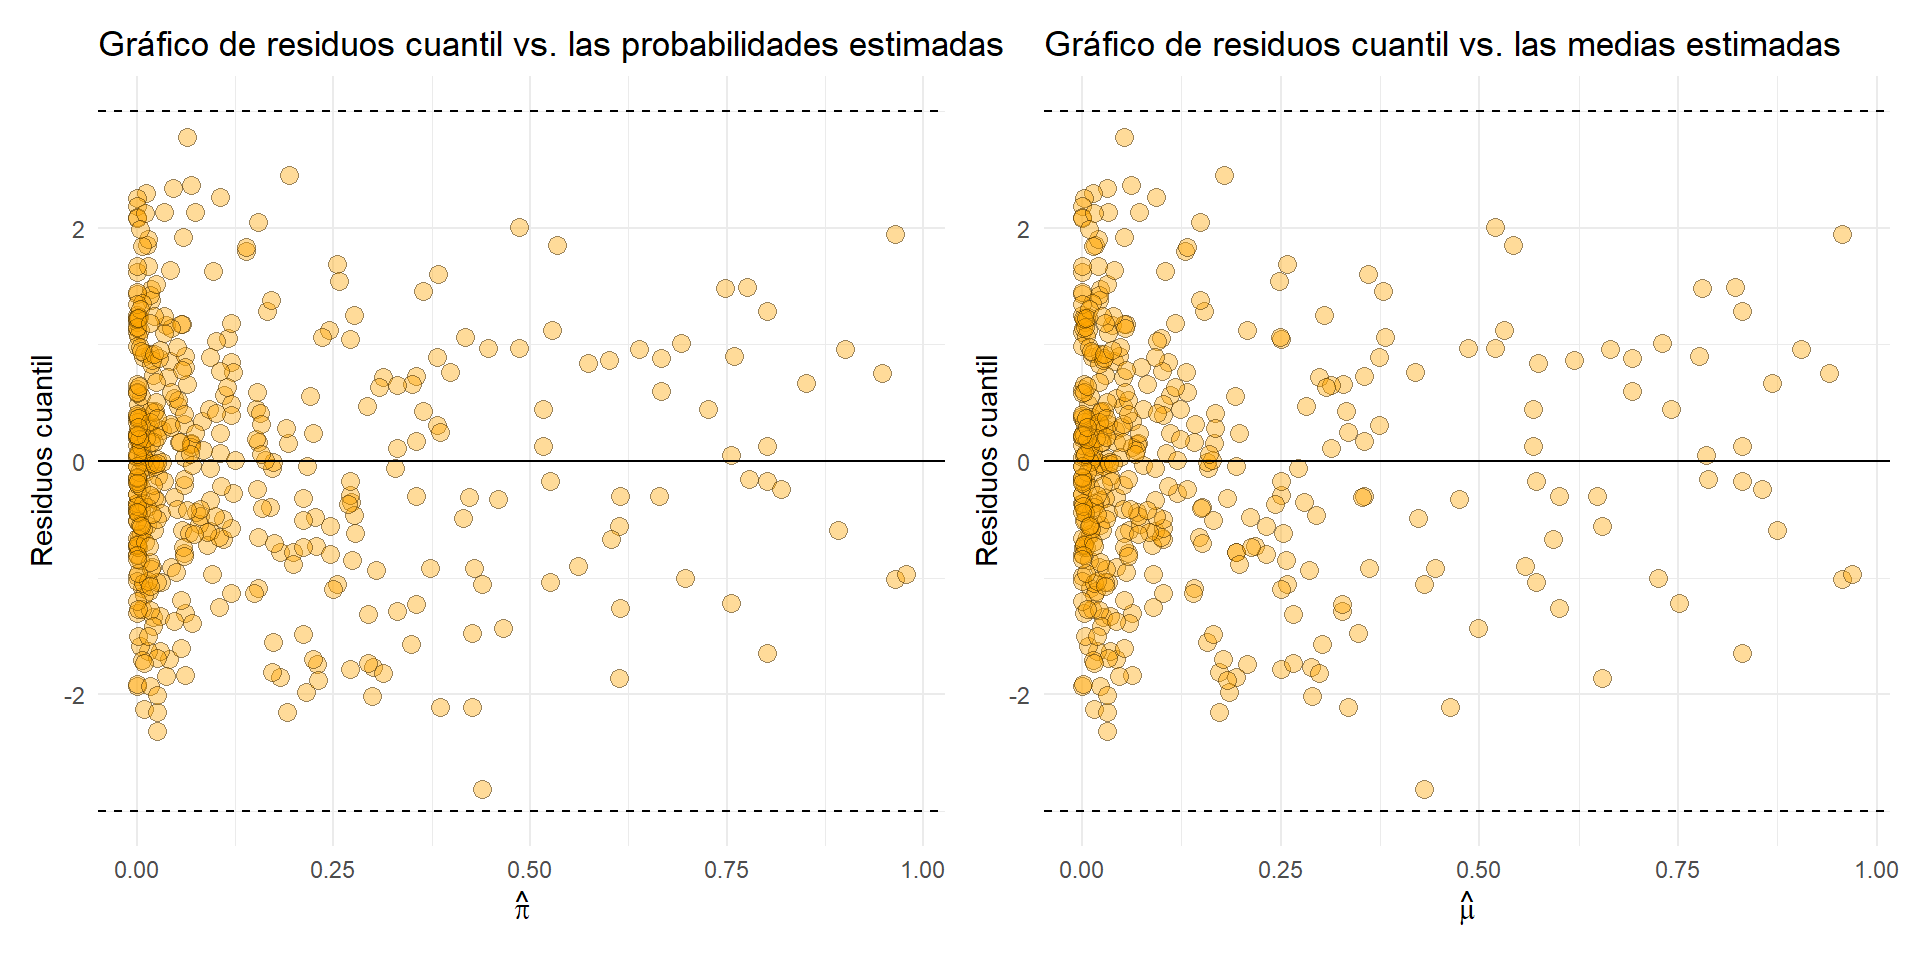 Gráfico de residuos cuantil vs. las probabilidades estimadas
Residuos cuantil
2
0
-2
0.00 0.25 0.50 0.75 1.00
π̂
Gráfico de residuos cuantil vs. las medias estimadas
Residuos cuantil
2
0
-2
0.00 0.25 0.50 0.75 1.00
μ̂